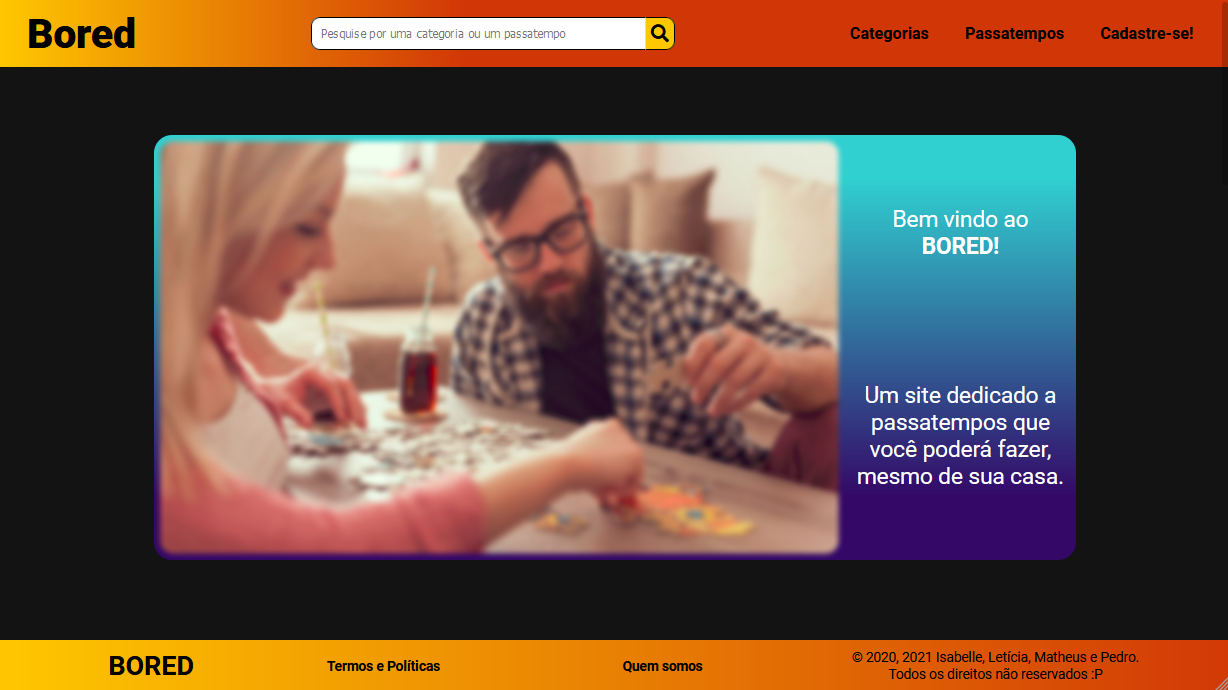 Bored
Pesquise por uma categoria ou um passatempo
Categorias
Passatempos
Cadastre-se!
Bem vindo ao
BORED!
Um site dedicado a
passatempos que
você poderá fazer,
mesmo de sua casa.
BORED
Termos e Políticas
Quem somos
© 2020, 2021 Isabelle, Letícia, Matheus e Pedro.
Todos os direitos não reservados :P